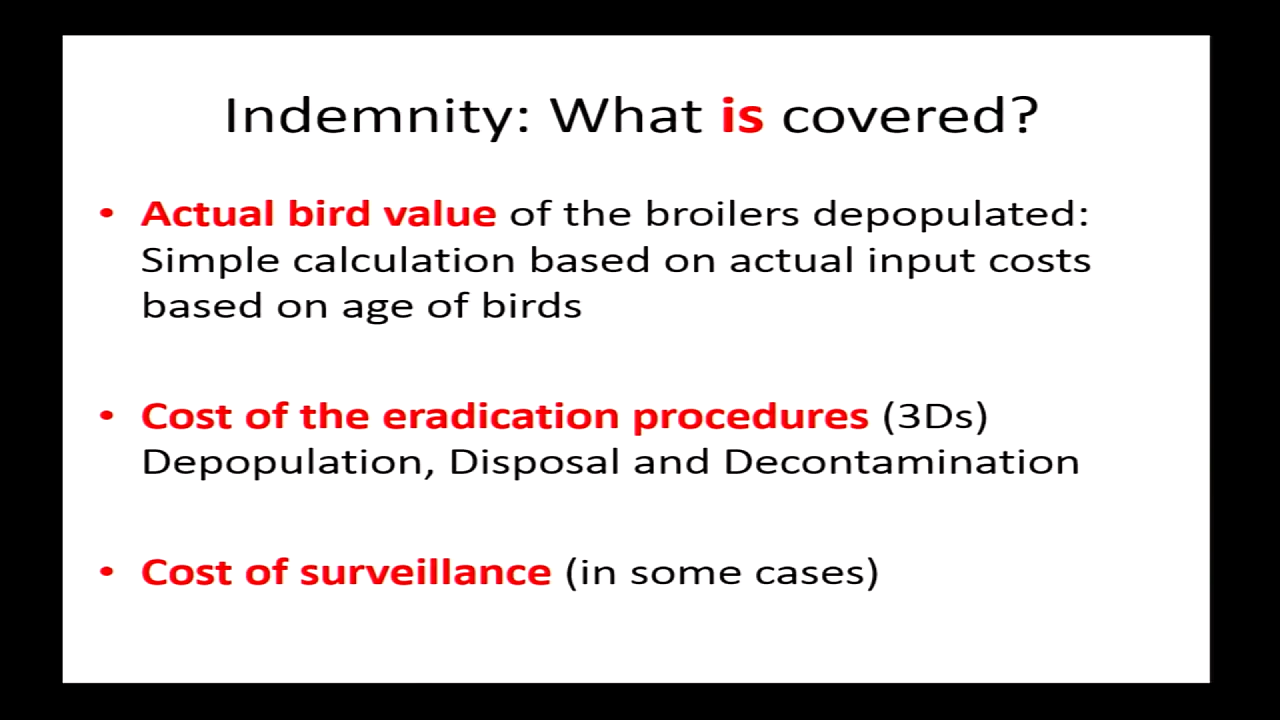 Indemnity: What is covered?
• Actual bird value of the broilers depopulated:
Simple calculation based on actual input costs
based on age of birds
• Cost of the eradication procedures (3Ds)
Depopulation, Disposal and Decontamination
• Cost of surveillance (in some cases)